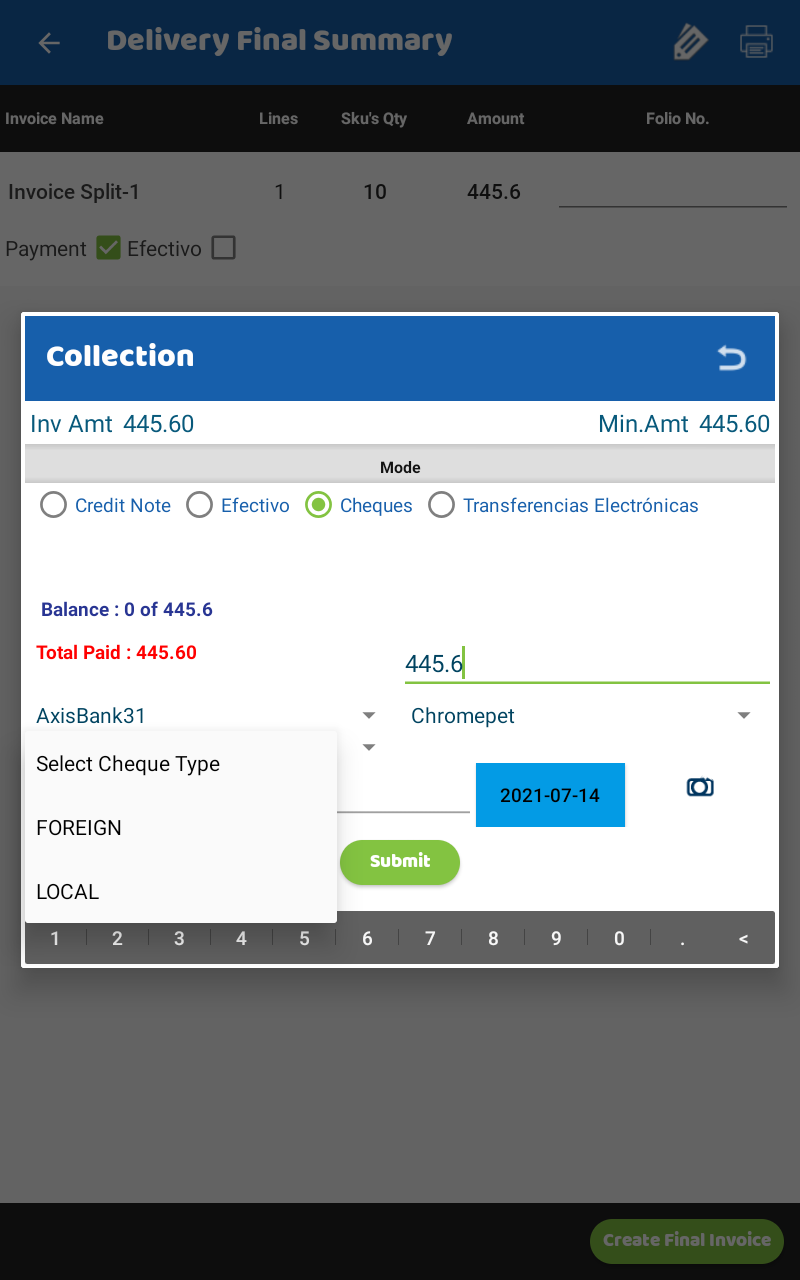 Delivery Final Summary
Invoice Name Lines Sku's Qty Amount Folio No.
Invoice Split-1 1 10 445.6
Payment Efectivo
Collection
Inv Amt 445.60 Min.Amt 445.60
Mode
Credit Note Efectivo Cheques Transferencias Electrónicas
Balance : 0 of 445.6
Total Paid : 445.60
445.6
AxisBank31 Chromepet
Select Cheque Type
2021-07-14
FOREIGN
Submit
LOCAL
1 2 3 4 5 6 7 8 9 0 . <
Create Final Invoice